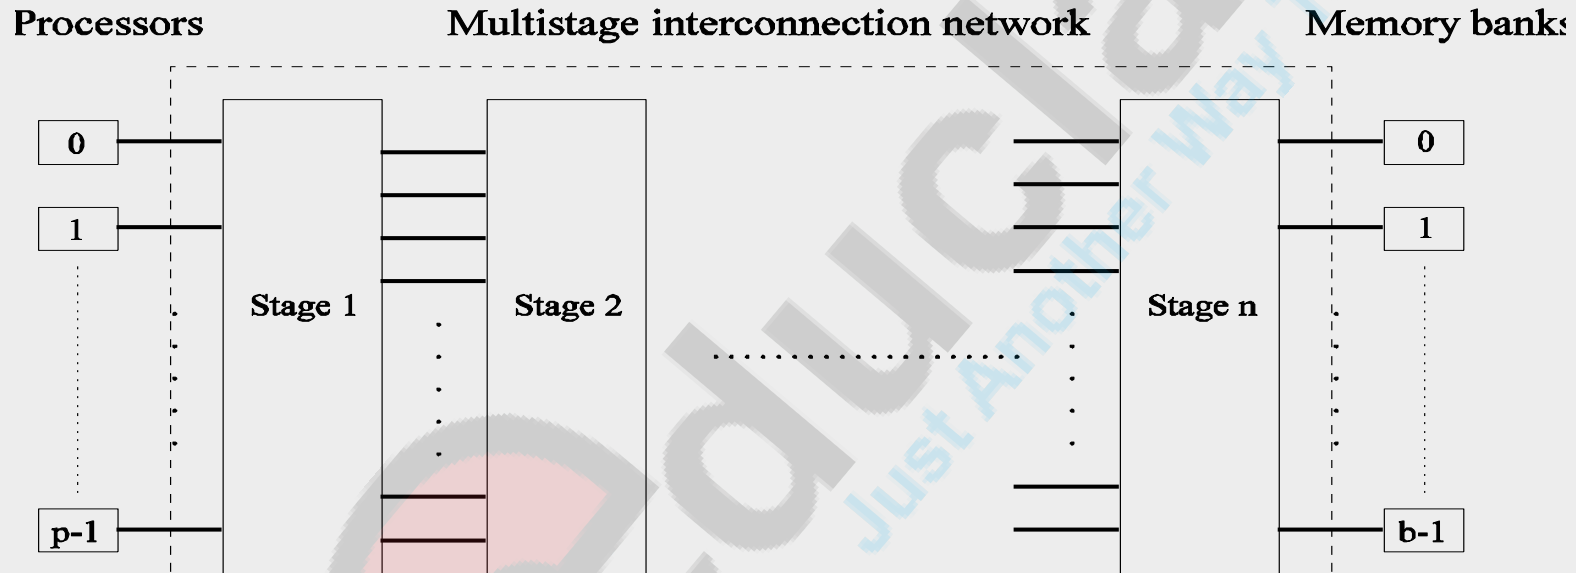 Processors Multistage interconnection network Memory banks
0 0
1 1
Stage 1 Stage 2 Stage n
p-1 b-1
Just Another Way